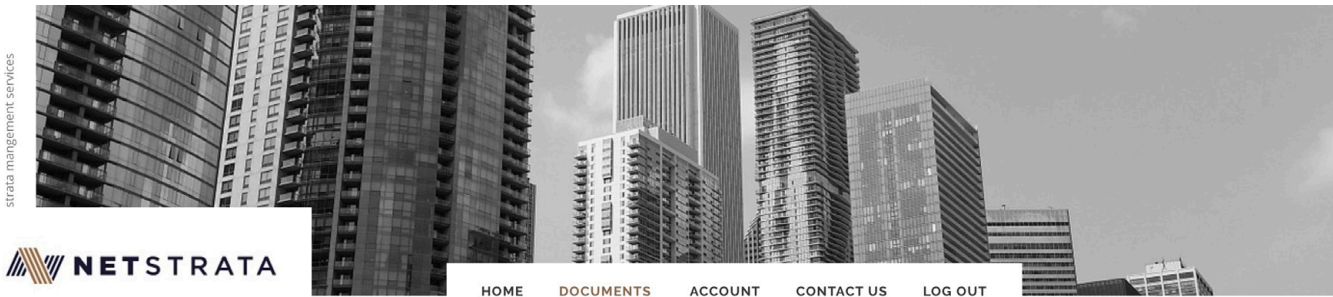 strata mangement services
NETSTRATA
HOME DOCUMENTS ACCOUNT CONTACT US LOG OUT